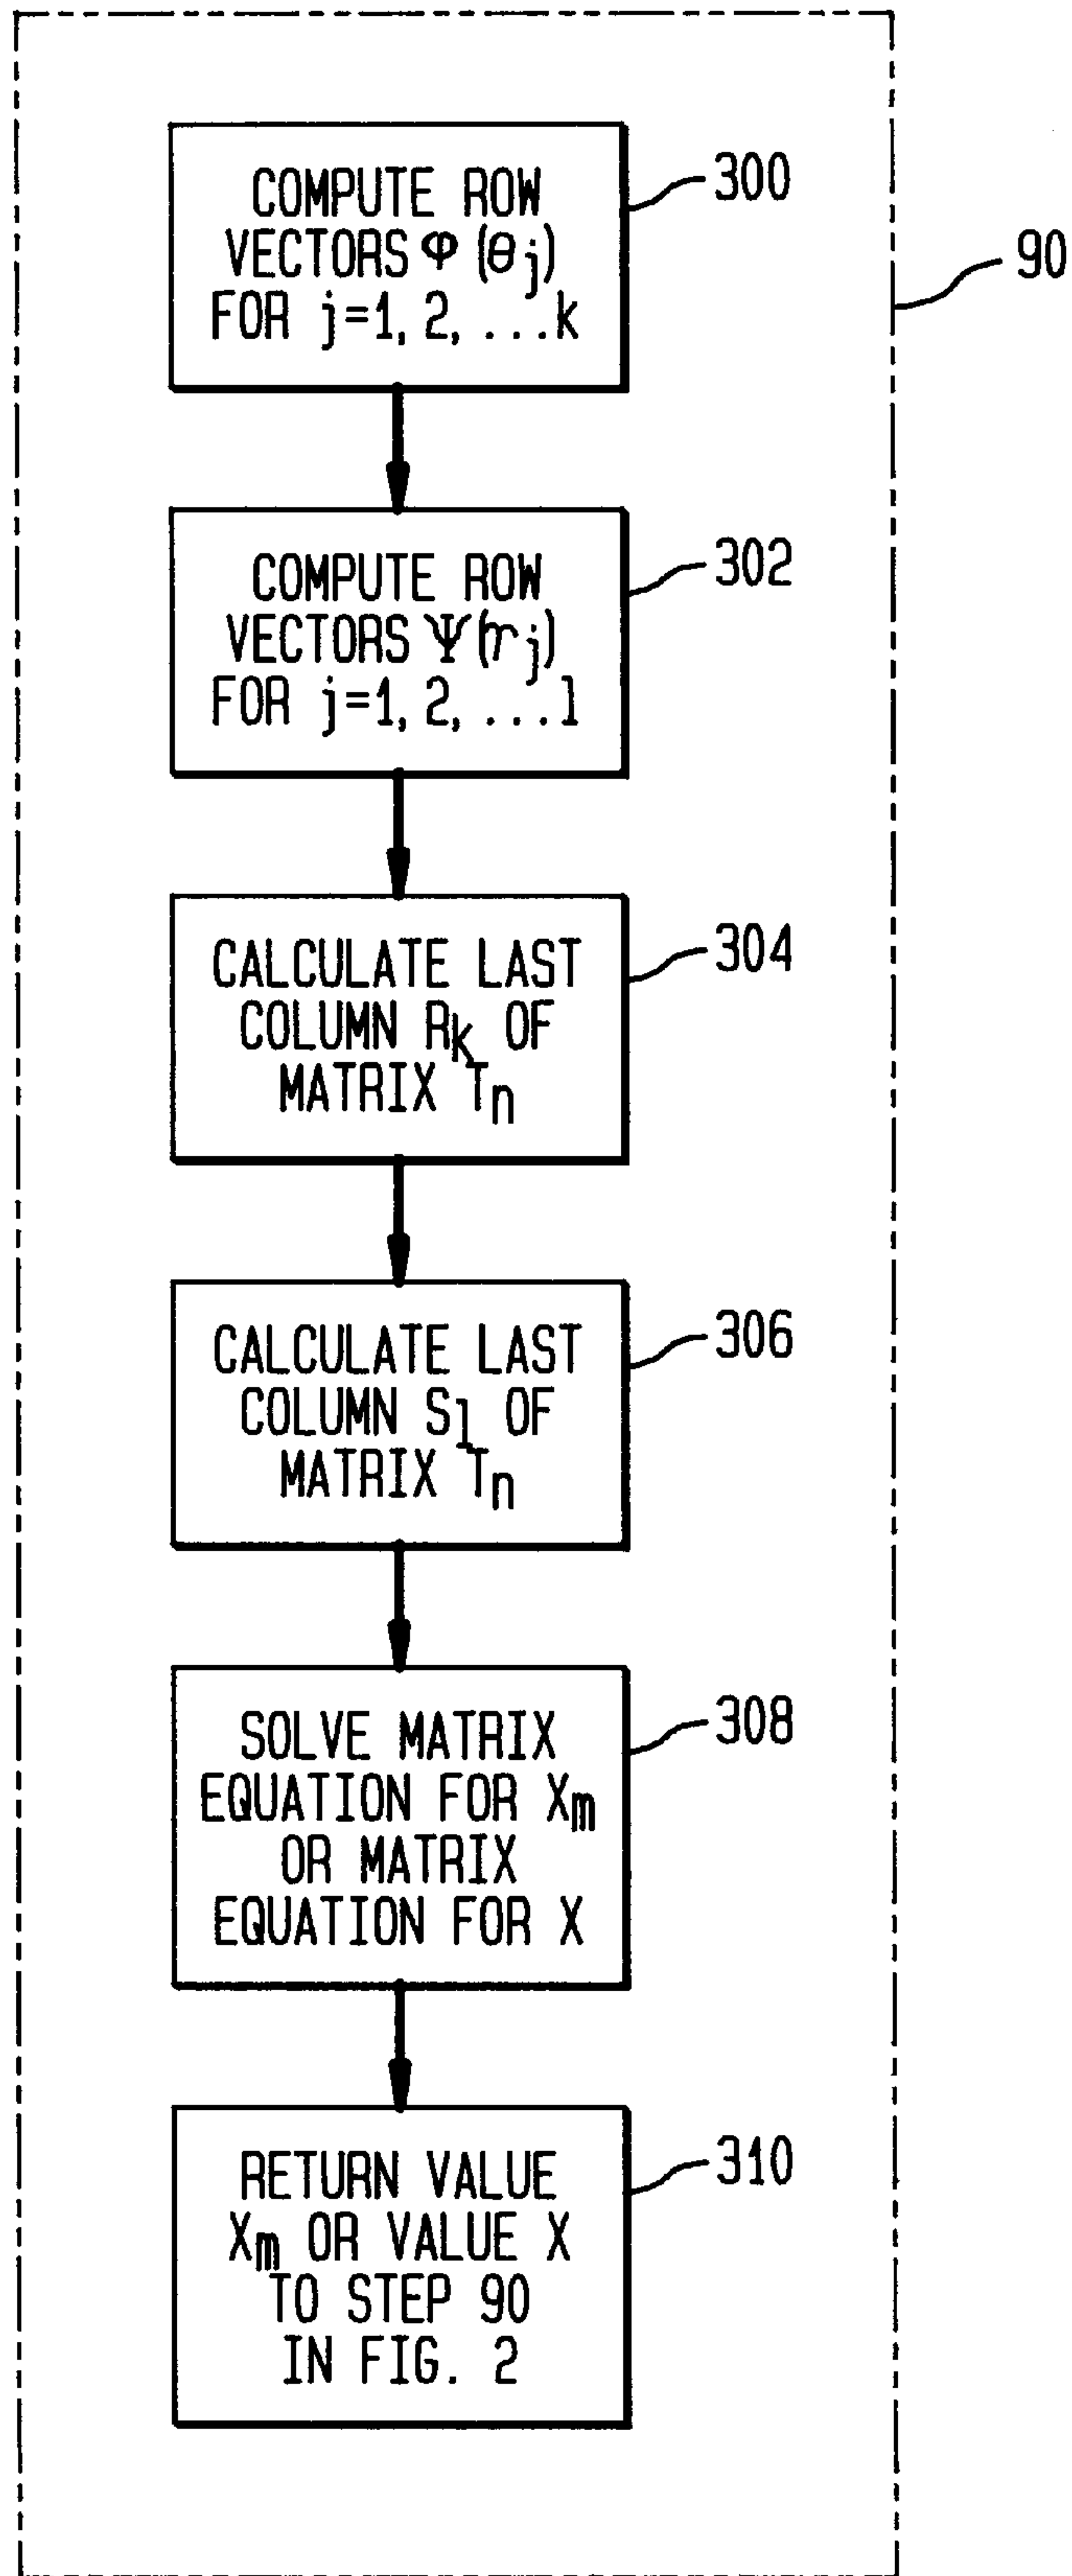 COMPUTE ROW
VECTORS φ (θj)
FOR j=1, 2, ...k
300
90
COMPUTE ROW
VECTORS Ψ(rj)
FOR j=1, 2, ...l
302
CALCULATE LAST
COLUMN Rk OF
MATRIX Tn
304
CALCULATE LAST
COLUMN Sl OF
MATRIX Tn
306
SOLVE MATRIX
EQUATION FOR Xm
OR MATRIX
EQUATION FOR X
308
RETURN VALUE
Xm OR VALUE X
TO STEP 90
IN FIG. 2
310